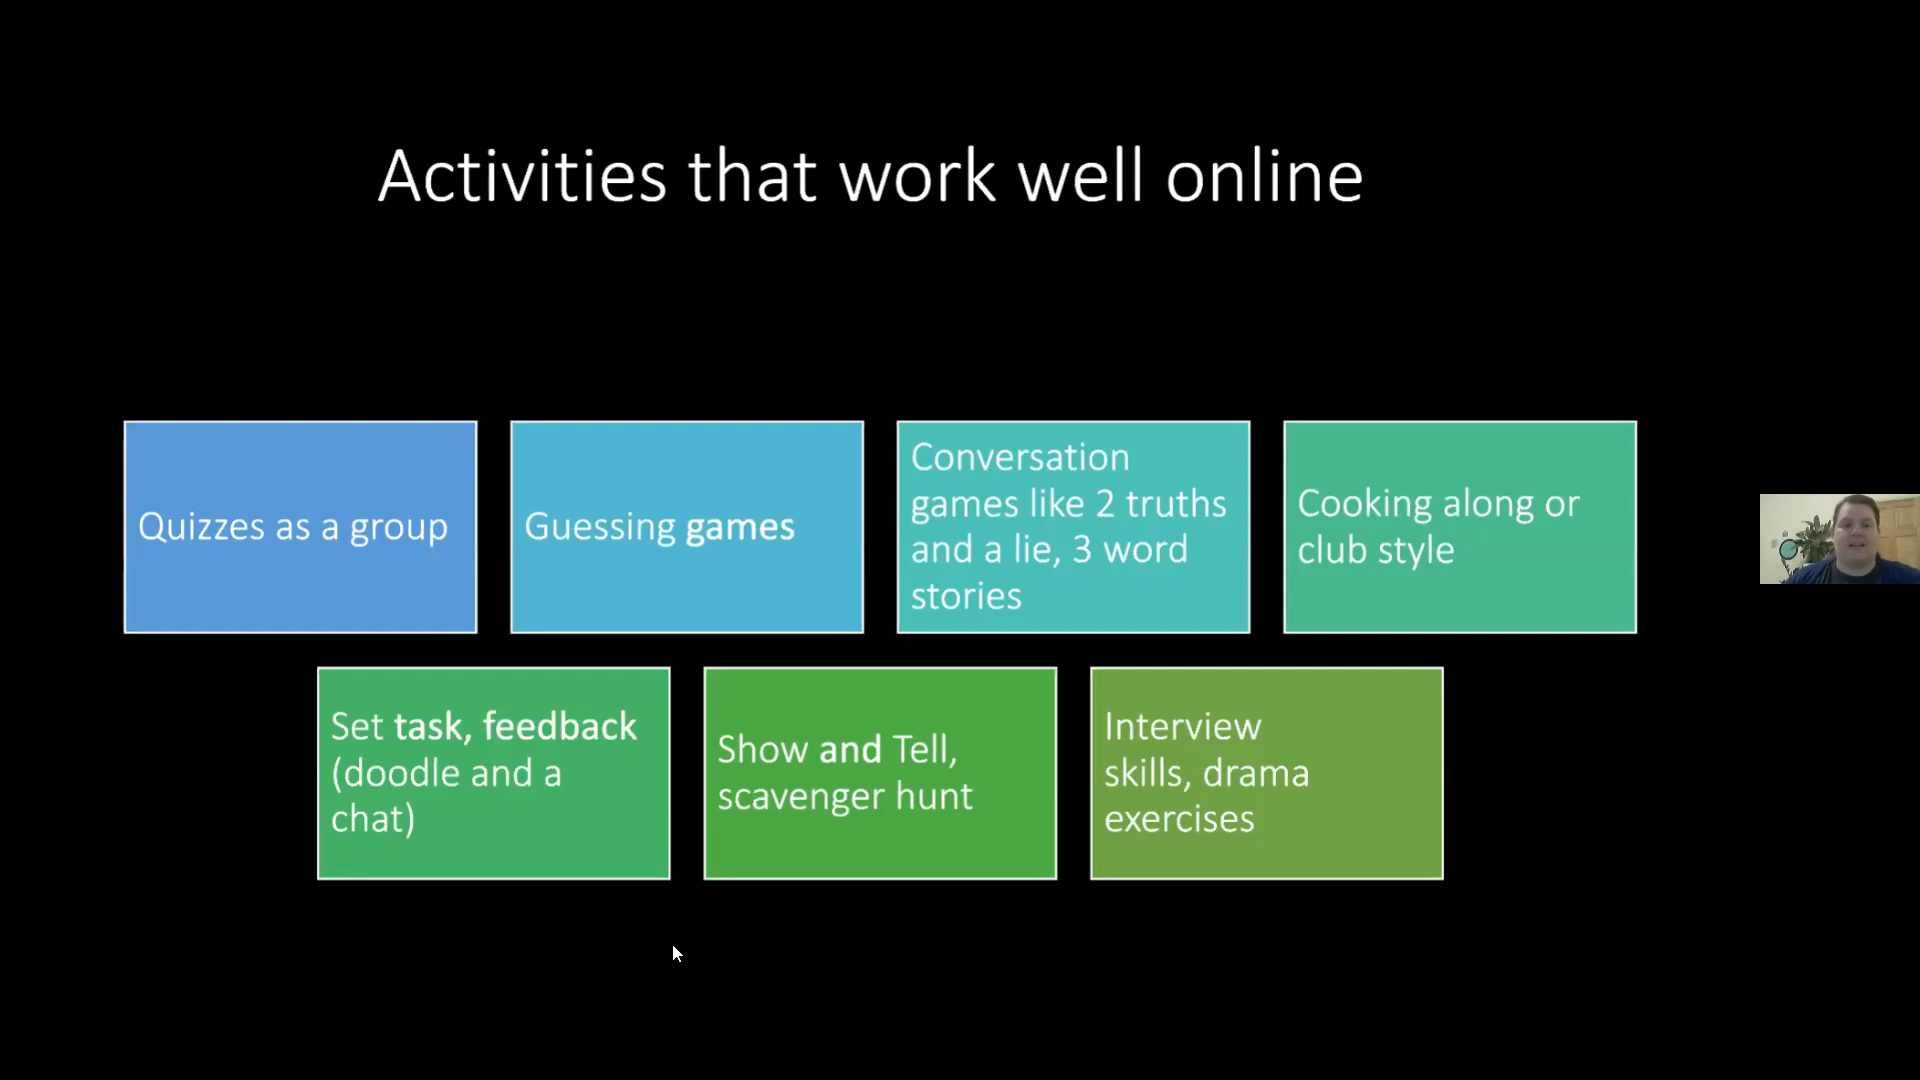 Activities that work well online
Quizzes as a group
Guessing games
Conversation
games like 2 truths
and a lie, 3 word
stories
Cooking along or
club style
Set task, feedback
(doodle and a
chat)
Show and Tell,
scavenger hunt
Interview
skills, drama
exercises